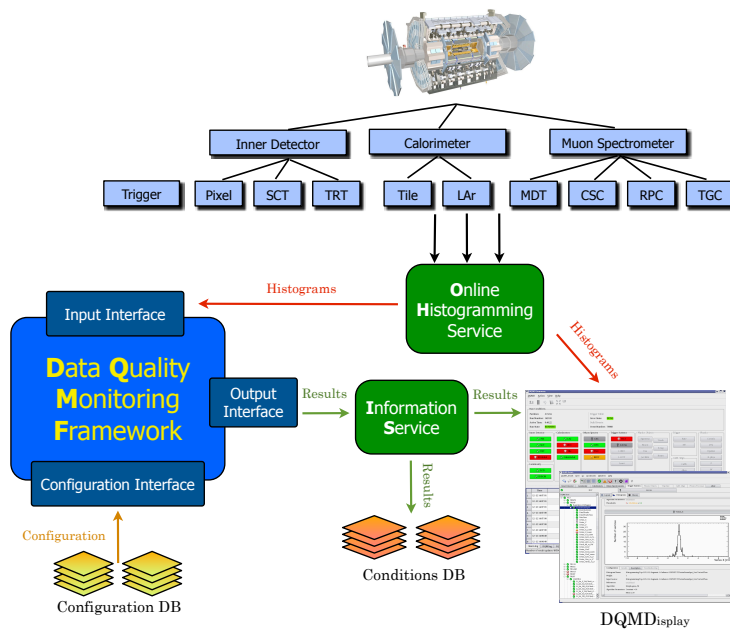 Inner Detector
Calorimeter
Muon Spectrometer
Trigger
Pixel
SCT
TRT
Tile
LAr
MDT
CSC
RPC
TGC
Online
Histogramming
Service
Histograms
Histograms
Input Interface
Data Quality
Monitoring
Framework
Output
Interface
Results
Information
Service
Results
Results
Configuration Interface
Configuration
Configuration DB
Conditions DB
DQMDisplay